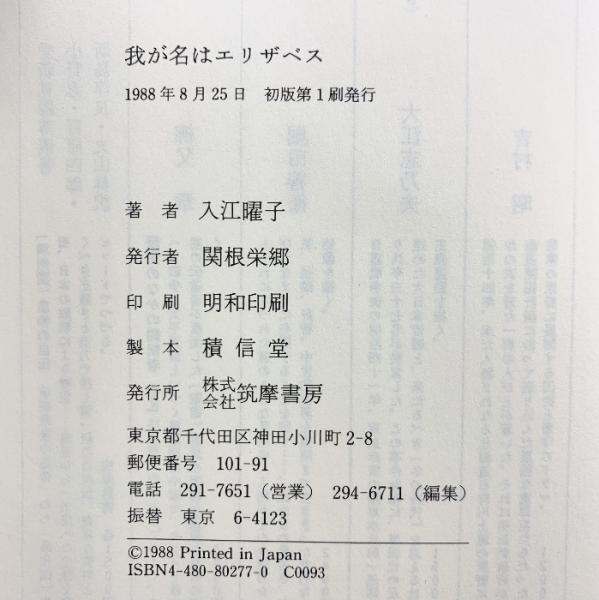 我が名はエリザベス
1988年8月25日 初版第1刷発行
著者 入江曜子
発行者 関根栄郷
印刷 明和印刷
製本 積信堂
発行所 株式会社筑摩書房
東京都千代田区神田小川町2-8
郵便番号 101-91
電話 291-7651（営業） 294-6711（編集）
振替 東京 6-4123
©1988 Printed in Japan
ISBN4-480-80277-0 C0093